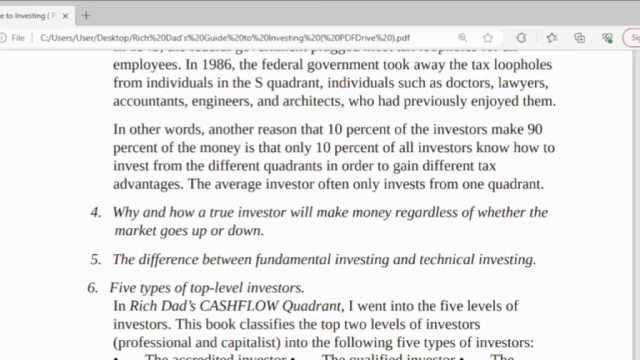 e to Investing ( P
File
C:/Users/User/Desktop/Rich%20Dad's%20Guide%20to%20Investing%20(%20PDFDrive%20).pdf
employees. In 1986, the federal government took away the tax loopholes
from individuals in the S quadrant, individuals such as doctors, lawyers,
accountants, engineers, and architects, who had previously enjoyed them.
In other words, another reason that 10 percent of the investors make 90
percent of the money is that only 10 percent of all investors know how to
invest from the different quadrants in order to gain different tax
advantages. The average investor often only invests from one quadrant.
4. Why and how a true investor will make money regardless of whether the
market goes up or down.
5. The difference between fundamental investing and technical investing.
6. Five types of top-level investors.
In Rich Dad's CASHFLOW Quadrant, I went into the five levels of
investors. This book classifies the top two levels of investors
(professional and capitalist) into the following five types of investors:
• The accredited investor • The qualified investor • The